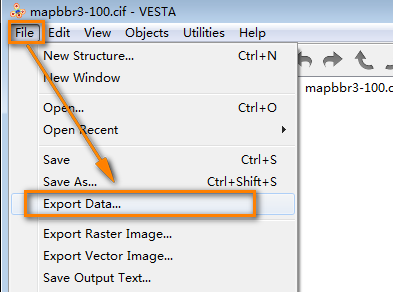 mapbbr3-100.cif - VESTA
File Edit View Objects Utilities Help
New Structure... Ctrl+N
New Window
Open... Ctrl+O
Open Recent
Save Ctrl+S
Save As... Ctrl+Shift+S
Export Data...
Export Raster Image...
Export Vector Image...
Save Output Text...
mapbbr3-100.c